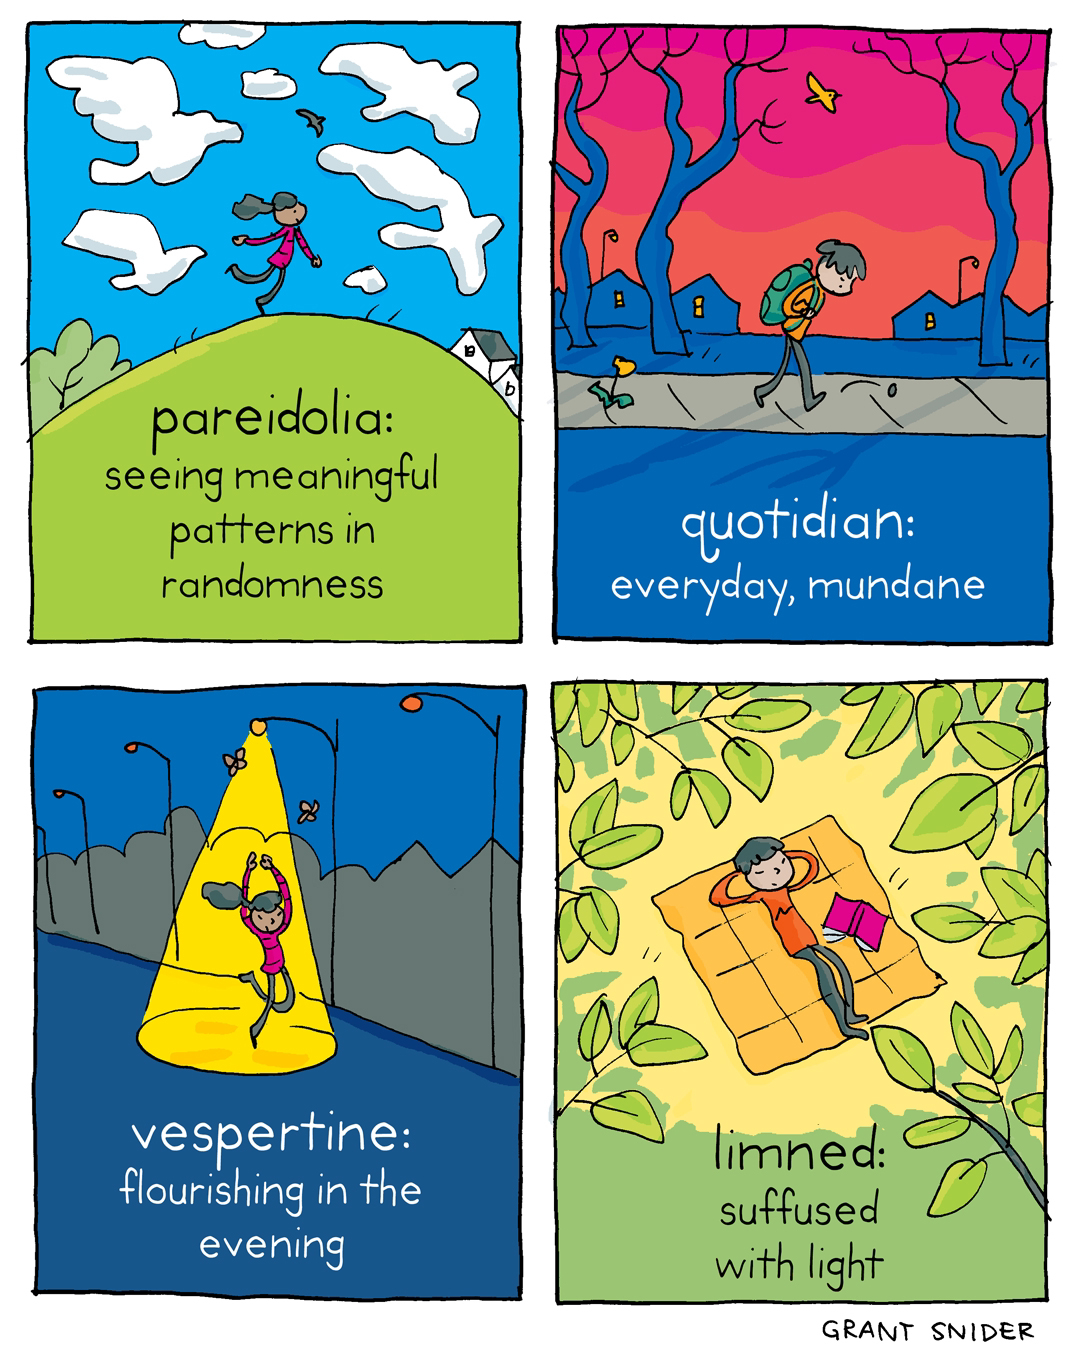 pareidolia:
seeing meaningful
patterns in
randomness
quotidian:
everyday, mundane
vespertine:
flourishing in the
evening
limned:
suffused
with light
GRANT SNIDER